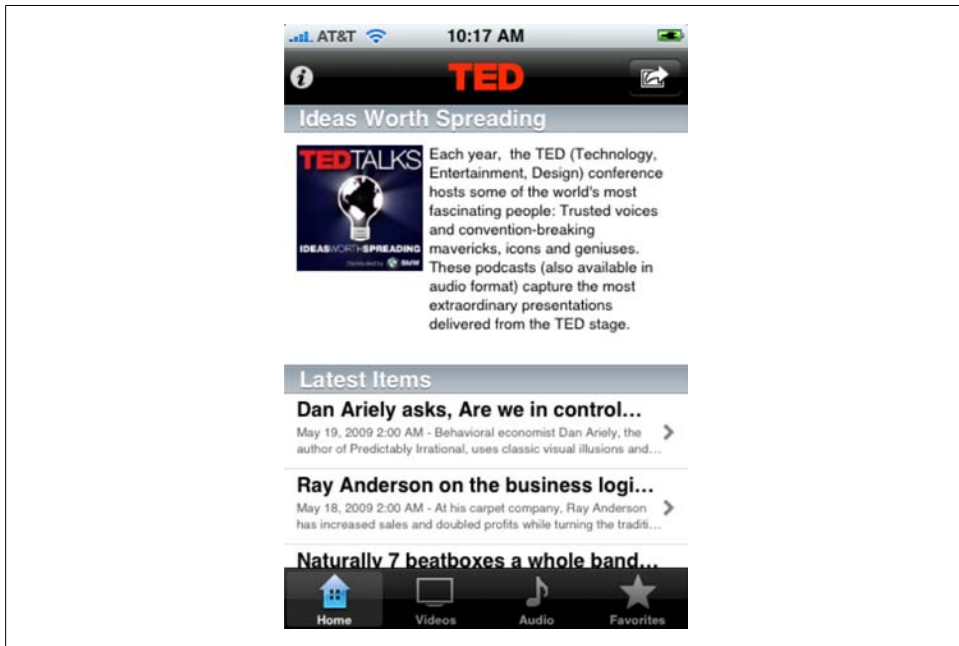 AT&T 10:17 AM
TED
Ideas Worth Spreading
TEDTALKS
IDEASWORTHSPREADING
Distributed by BMW
Each year, the TED (Technology,
Entertainment, Design) conference
hosts some of the world's most
fascinating people: Trusted voices
and convention-breaking
mavericks, icons and geniuses.
These podcasts (also available in
audio format) capture the most
extraordinary presentations
delivered from the TED stage.
Latest Items
Dan Ariely asks, Are we in control...
May 19, 2009 2:00 AM - Behavioral economist Dan Ariely, the
author of Predictably Irrational, uses classic visual illusions and...
Ray Anderson on the business logi...
May 18, 2009 2:00 AM - At his carpet company, Ray Anderson
has increased sales and doubled profits while turning the traditi...
Naturally 7 beatboxes a whole band...
Home Videos Audio Favorites